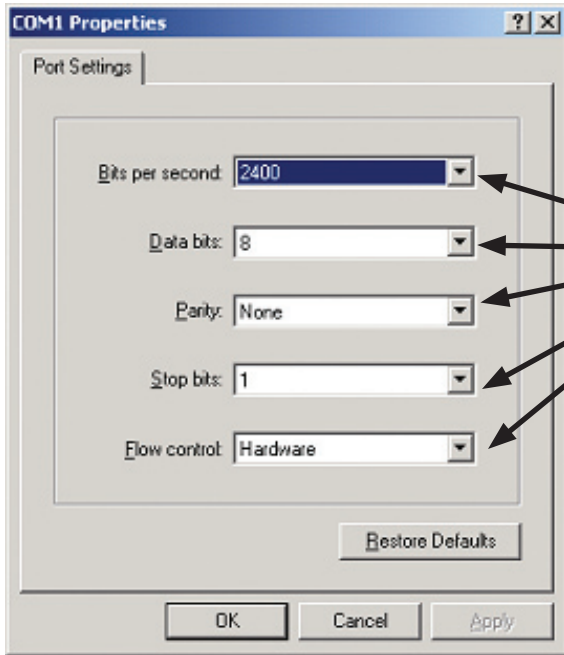 COM1 Properties
Port Settings
Bits per second: 2400
Data bits: 8
Parity: None
Stop bits: 1
Flow control: Hardware
Restore Defaults
OK Cancel Apply